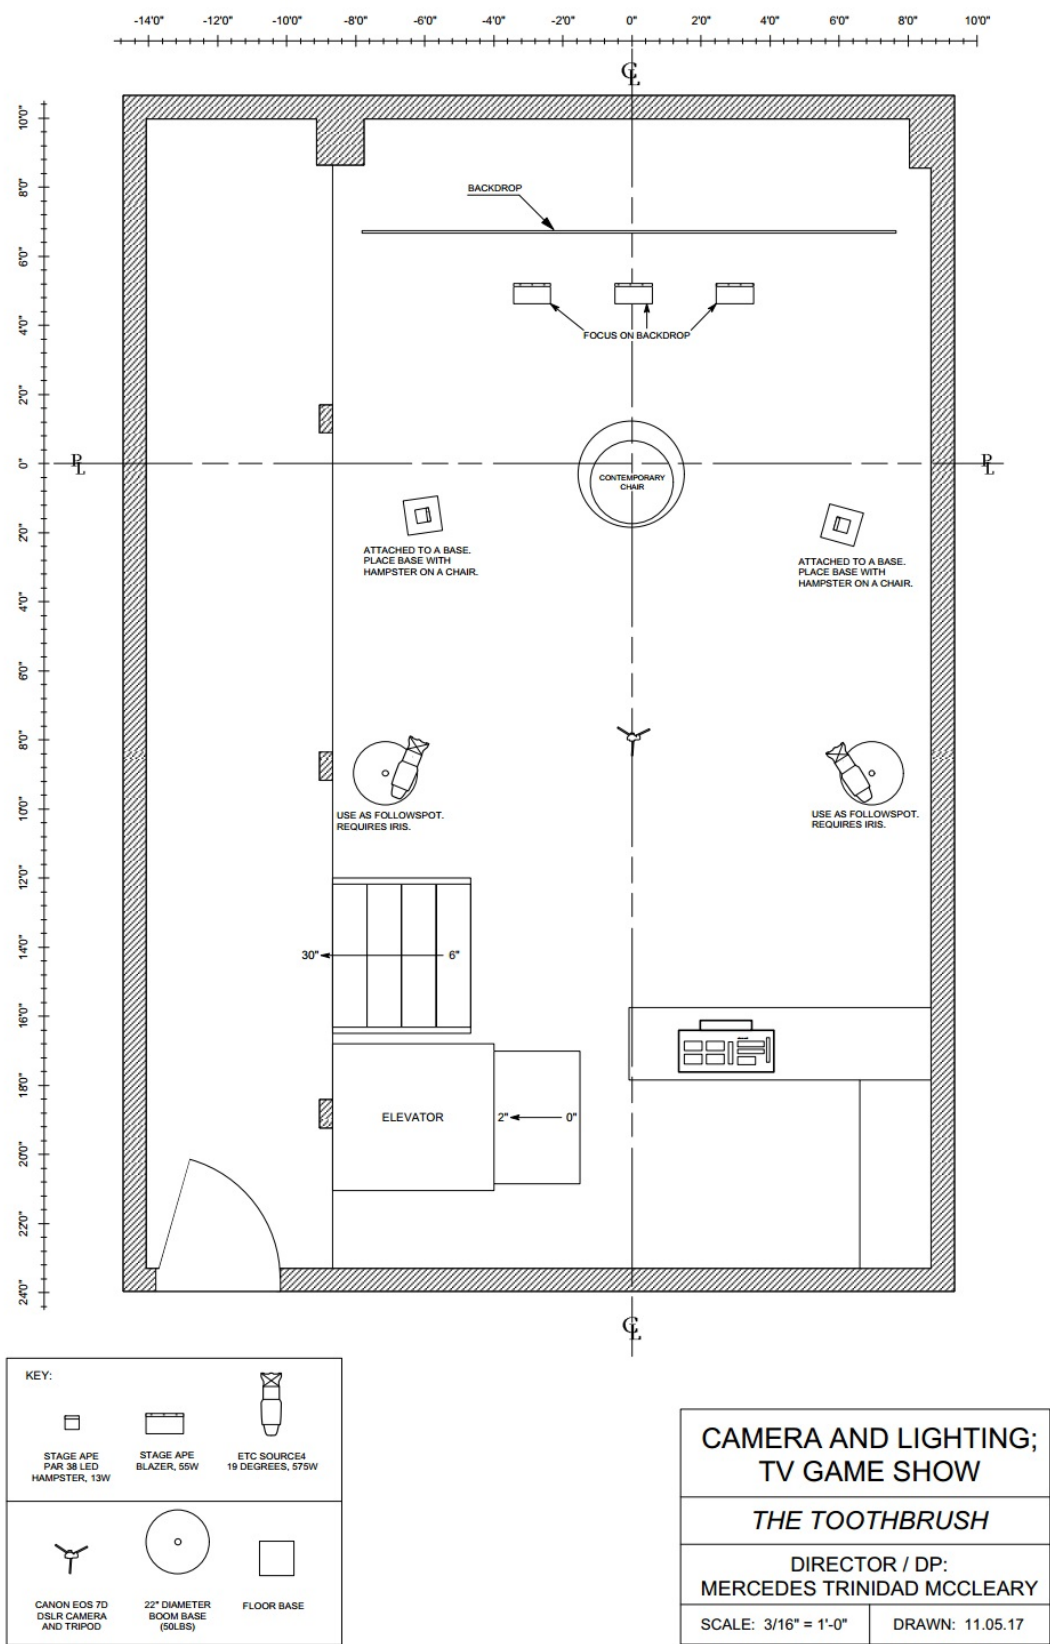 -14'0" -12'0" -10'0" -8'0" -6'0" -4'0" -2'0" 0" 2'0" 4'0" 6'0" 8'0" 10'0"
CL
10'0"
8'0"
6'0"
4'0"
2'0"
0"
20"
4'0"
6'0"
8'0"
10'0"
12'0"
14'0"
16'0"
18'0"
20'0"
22'0"
24'0"
BACKDROP
FOCUS ON BACKDROP
PL
PL
CONTEMPORARY
CHAIR
ATTACHED TO A BASE.
PLACE BASE WITH
HAMPSTER ON A CHAIR.
ATTACHED TO A BASE.
PLACE BASE WITH
HAMPSTER ON A CHAIR.
USE AS FOLLOWSPOT.
REQUIRES IRIS.
USE AS FOLLOWSPOT.
REQUIRES IRIS.
30" 6"
ELEVATOR
2" 0"
CL
KEY:
STAGE APE
PAR 38 LED
HAMPSTER, 13W
STAGE APE
BLAZER, 55W
ETC SOURCE4
19 DEGREES, 575W
CANON EOS 7D
DSLR CAMERA
AND TRIPOD
22" DIAMETER
BOOM BASE
(50LBS)
FLOOR BASE
CAMERA AND LIGHTING;
TV GAME SHOW
THE TOOTHBRUSH
DIRECTOR / DP:
MERCEDES TRINIDAD MCCLEARY
SCALE: 3/16" = 1'-0"
DRAWN: 11.05.17